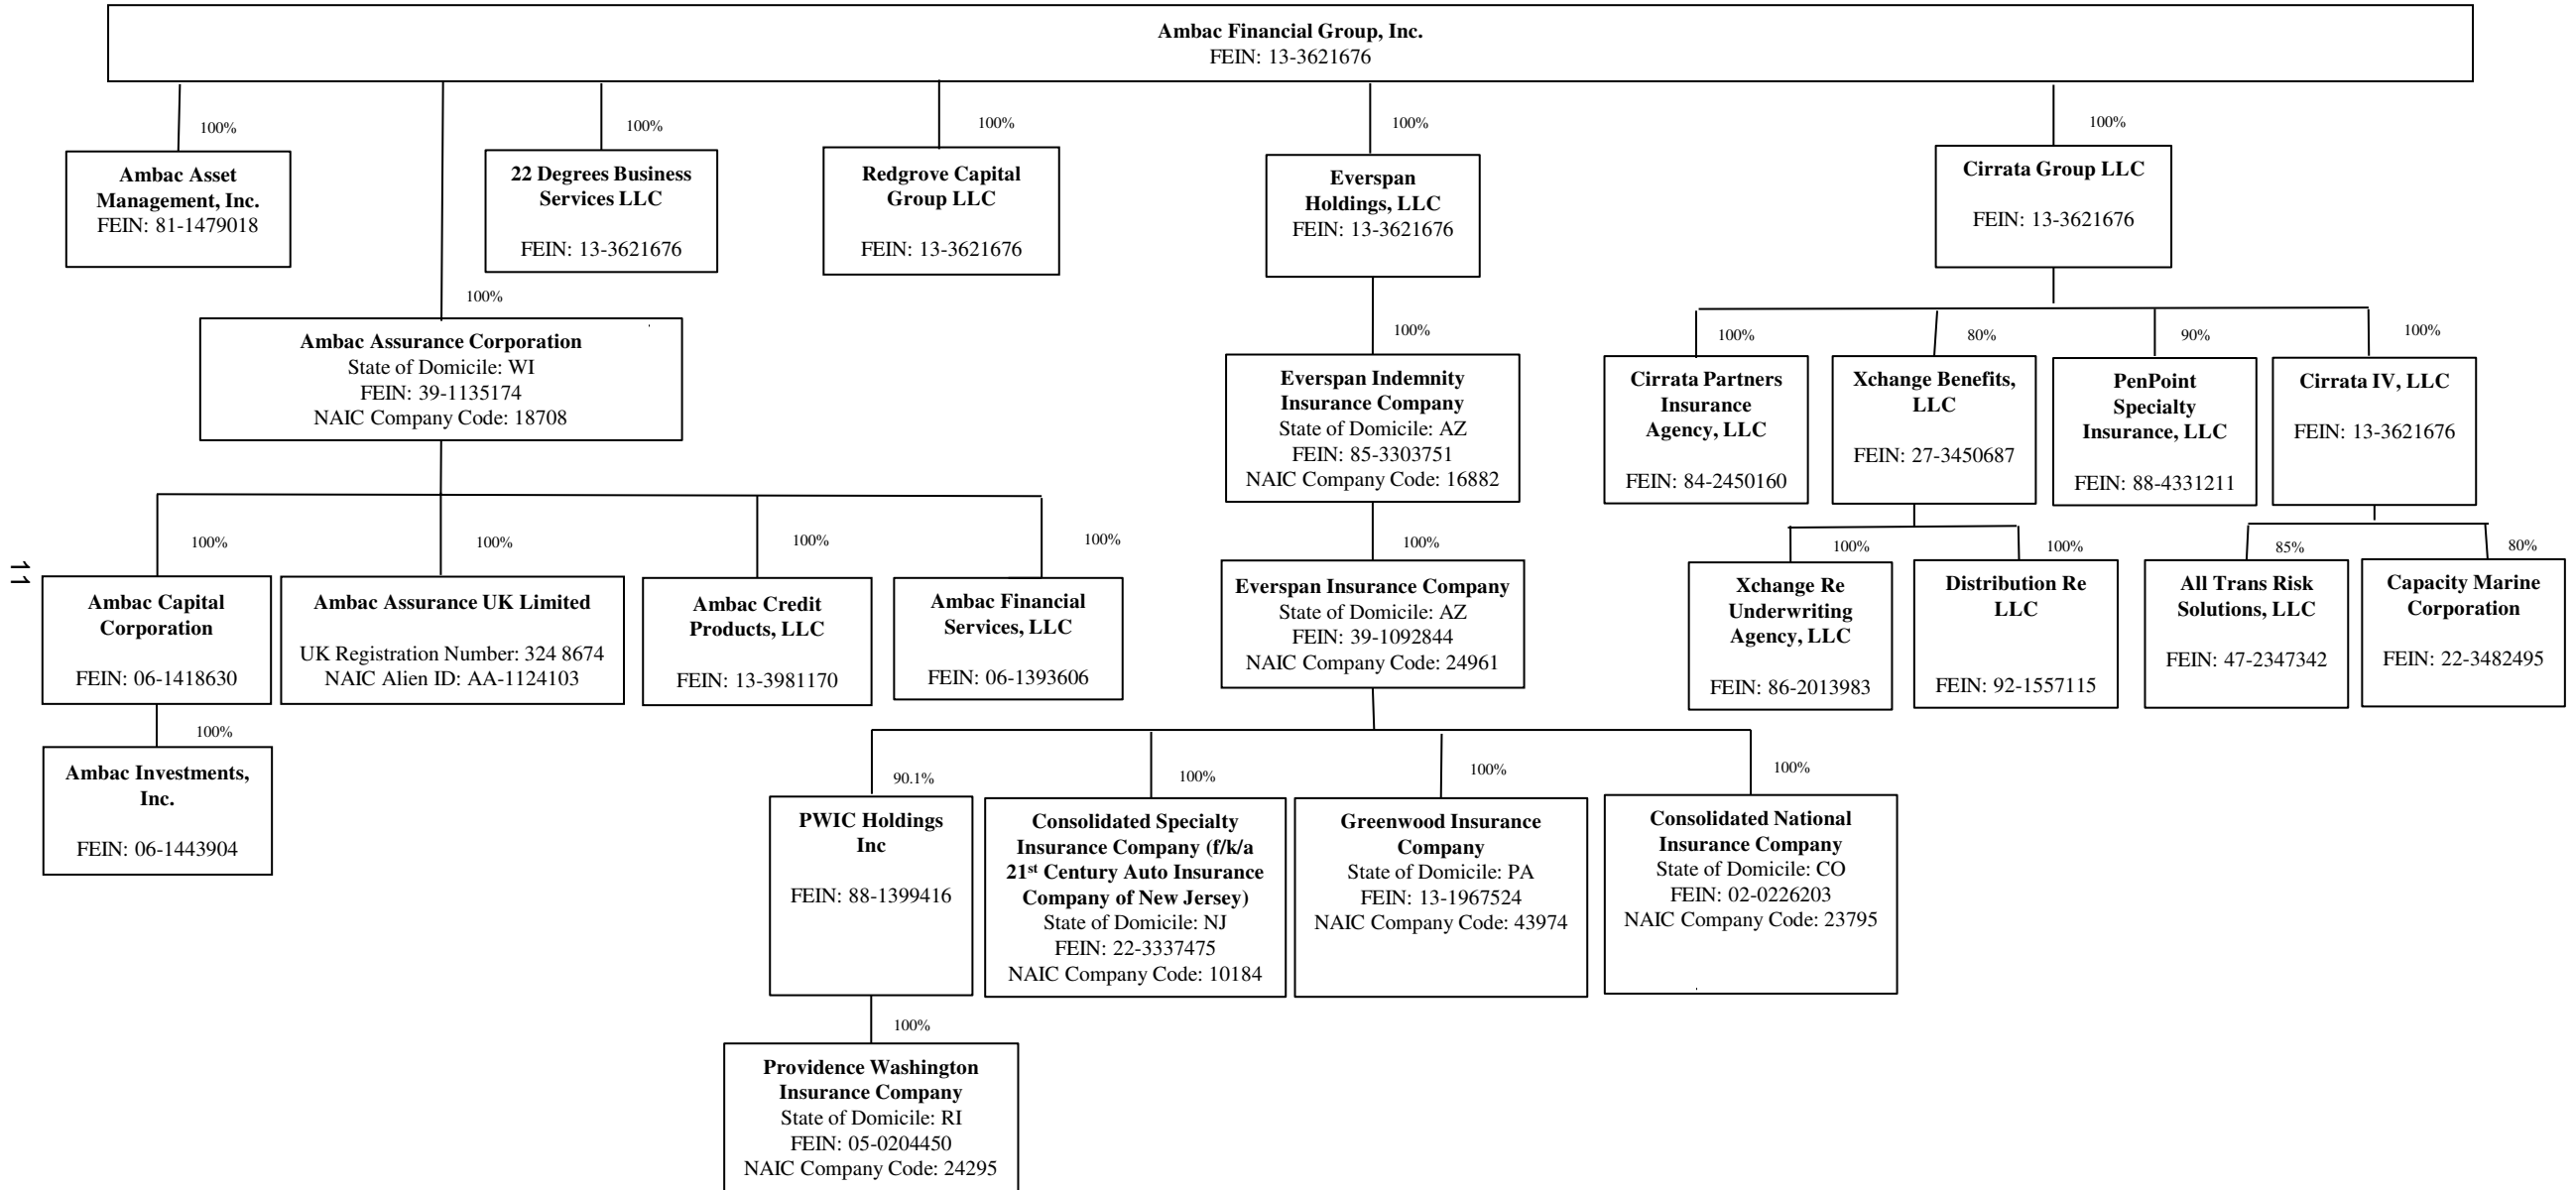 Ambac Financial Group, Inc.
FEIN: 13-3621676
100%
Ambac Asset
Management, Inc.
FEIN: 81-1479018
100%
22 Degrees Business
Services LLC
FEIN: 13-3621676
100%
Redgrove Capital
Group LLC
FEIN: 13-3621676
100%
Everspan
Holdings, LLC
FEIN: 13-3621676
100%
Cirrata Group LLC
FEIN: 13-3621676
100%
Ambac Assurance Corporation
State of Domicile: WI
FEIN: 39-1135174
NAIC Company Code: 18708
100%
Everspan Indemnity
Insurance Company
State of Domicile: AZ
FEIN: 85-3303751
NAIC Company Code: 16882
100%
Cirrata Partners
Insurance
Agency, LLC
FEIN: 84-2450160
80%
Xchange Benefits,
LLC
FEIN: 27-3450687
90%
PenPoint
Specialty
Insurance, LLC
FEIN: 88-4331211
100%
Cirrata IV, LLC
FEIN: 13-3621676
11
100%
Ambac Capital
Corporation
FEIN: 06-1418630
100%
Ambac Assurance UK Limited
UK Registration Number: 324 8674
NAIC Alien ID: AA-1124103
100%
Ambac Credit
Products, LLC
FEIN: 13-3981170
100%
Ambac Financial
Services, LLC
FEIN: 06-1393606
100%
Everspan Insurance Company
State of Domicile: AZ
FEIN: 39-1092844
NAIC Company Code: 24961
100%
Xchange Re
Underwriting
Agency, LLC
FEIN: 86-2013983
100%
Distribution Re
LLC
FEIN: 92-1557115
85%
All Trans Risk
Solutions, LLC
FEIN: 47-2347342
80%
Capacity Marine
Corporation
FEIN: 22-3482495
100%
Ambac Investments,
Inc.
FEIN: 06-1443904
90.1%
PWIC Holdings
Inc
FEIN: 88-1399416
100%
Consolidated Specialty
Insurance Company (f/k/a
21st Century Auto Insurance
Company of New Jersey)
State of Domicile: NJ
FEIN: 22-3337475
NAIC Company Code: 10184
100%
Greenwood Insurance
Company
State of Domicile: PA
FEIN: 13-1967524
NAIC Company Code: 43974
100%
Consolidated National
Insurance Company
State of Domicile: CO
FEIN: 02-0226203
NAIC Company Code: 23795
100%
Providence Washington
Insurance Company
State of Domicile: RI
FEIN: 05-0204450
NAIC Company Code: 24295